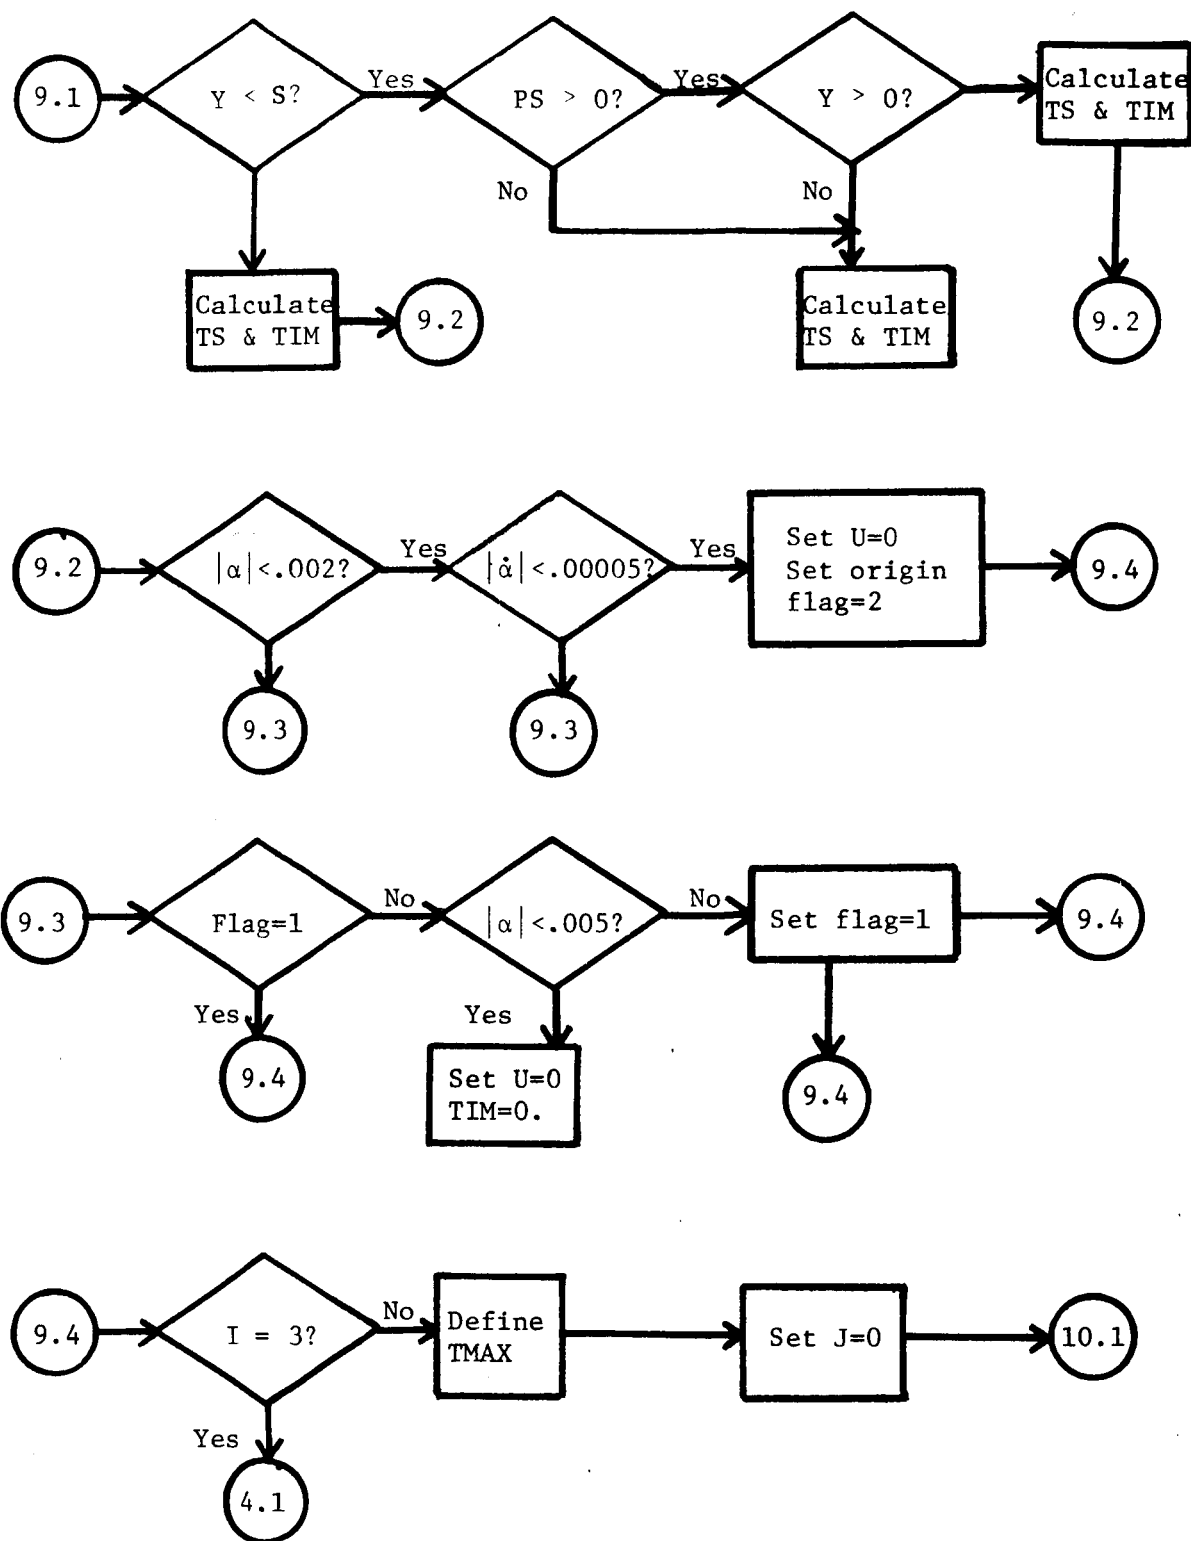 9.1
Y < S?
Yes
PS > 0?
Yes
Y > 0?
Calculate
TS & TIM
No
No
Calculate
TS & TIM
9.2
Calculate
TS & TIM
9.2
9.2
|α|<.002?
Yes
|α̇|<.00005?
Yes
Set U=0
Set origin
flag=2
9.4
9.3
9.3
9.3
Flag=1
No
|α|<.005?
No
Set flag=1
9.4
Yes
Yes
9.4
Set U=0
TIM=0.
9.4
9.4
I = 3?
No
Define
TMAX
Set J=0
10.1
Yes
4.1